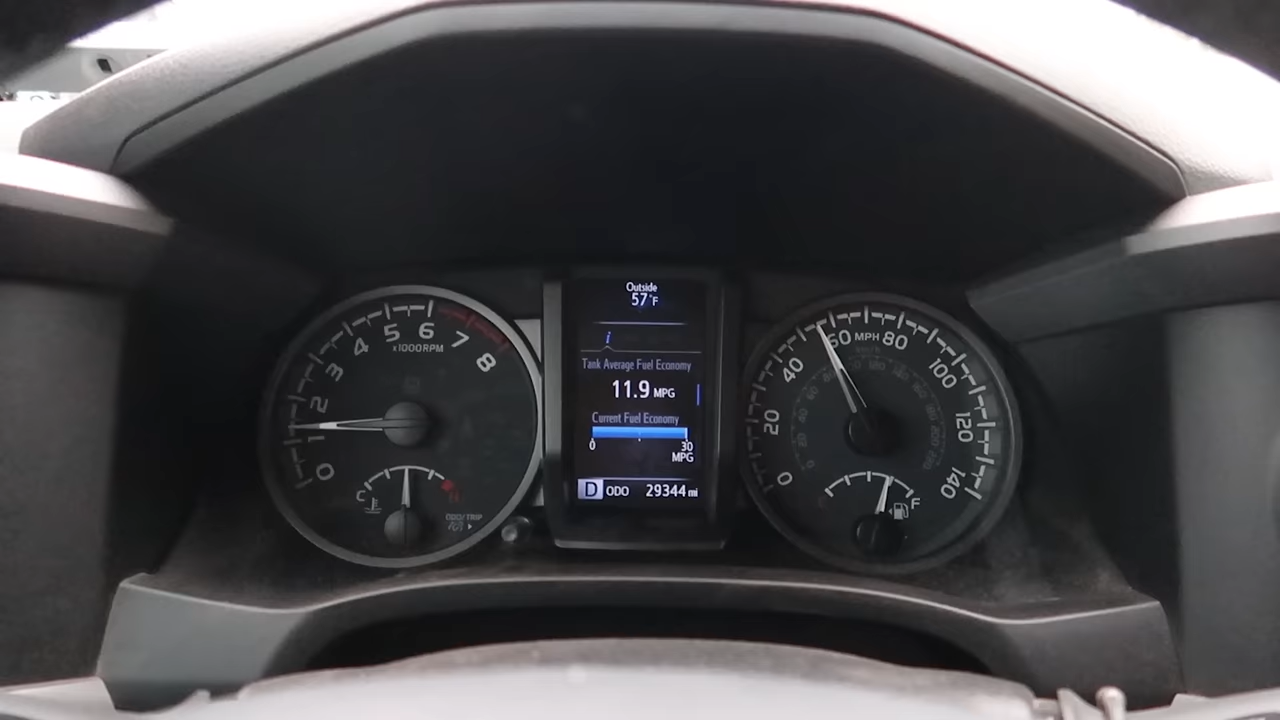 Outside
57°F
i
Tank Average Fuel Economy
11.9 MPG
Current Fuel Economy
0 30
MPG
D ODO 29344 mi
0 1 2 3 4 5 6 7 8
x1000RPM
C H
ODO/TRIP
0 20 40 60 80 100 120 140
MPH
F